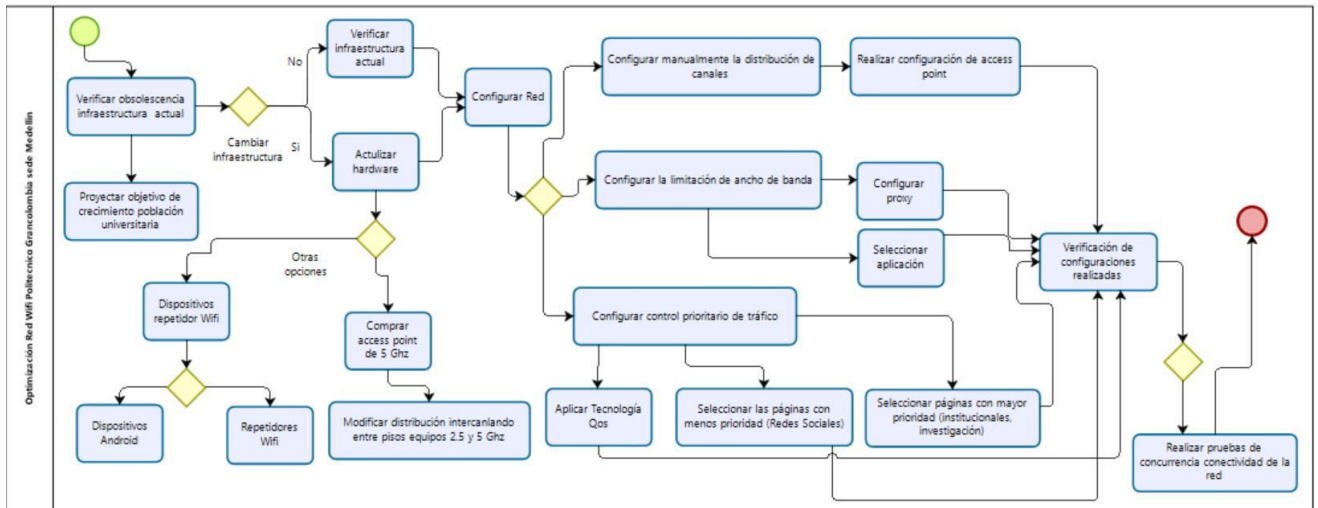 Optimización Red Wifi Politecnico Grancolombia sede Medellin
Verificar obsolescencia
infraestructura actual
Proyectar objetivo de
crecimiento población
universitaria
Cambiar
infraestructura
No
Si
Verificar
infraestructura
actual
Actulizar
hardware
Configurar Red
Otras
opciones
Dispositivos
repetidor Wifi
Dispositivos
Android
Repetidores
Wifi
Comprar
access point
de 5 Ghz
Modificar distribución intercanlando
entre pisos equipos 2.5 y 5 Ghz
Configurar manualmente la distribución de
canales
Realizar configuración de access
point
Configurar la limitación de ancho de banda
Configurar
proxy
Seleccionar
aplicación
Configurar control prioritario de tráfico
Aplicar Tecnología
Qos
Seleccionar las páginas con
menos prioridad (Redes Sociales)
Seleccionar páginas con mayor
prioridad (institucionales,
investigación)
Verificación de
configuraciones
realizadas
Realizar pruebas de
concurrencia conectividad de la
red